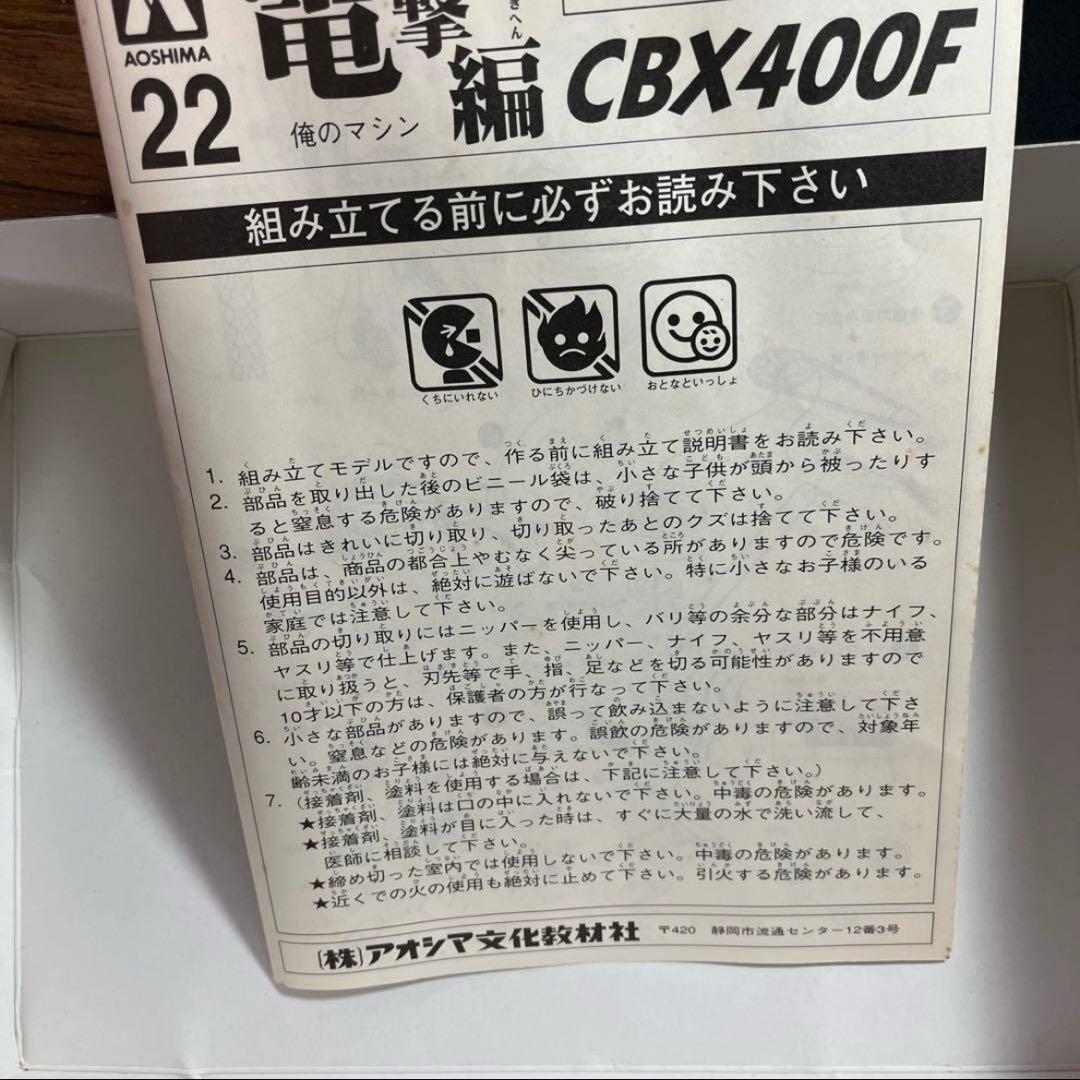 AOSHIMA
22
俺のマシン
電撃編
きへん
CBX400F
組み立てる前に必ずお読み下さい
くちにいれない
ひにちかづけない
おとなといっしょ
1. 組み立てモデルですので、作る前に組み立て説明書をお読み下さい。
2. 部品を取り出した後のビニール袋は、小さな子供が頭から被ったりす
ると窒息する危険がありますので、破り捨てて下さい。
3. 部品はきれいに切り取り、切り取ったあとのクズは捨てて下さい。
4. 部品は、商品の都合上やむなく尖っている所がありますので危険です。
使用目的以外は、絶対に遊ばないで下さい。特に小さなお子様のいる
家庭では注意して下さい。
5. 部品の切り取りにはニッパーを使用し、バリ等の余分な部分はナイフ、
ヤスリ等で仕上げます。また、ニッパー、ナイフ、ヤスリ等を不用意
に取り扱うと、刃先等で手、指、足などを切る可能性がありますので
10才以下の方は、保護者の方が行なって下さい。
6. 小さな部品がありますので、誤って飲み込まないように注意して下さ
い。窒息などの危険があります。誤飲の危険がありますので、対象年
齢未満のお子様には絶対に与えないで下さい。
7. (接着剤、塗料を使用する場合は、下記に注意して下さい。)
★接着剤、塗料は口の中に入れないで下さい。中毒の危険があります。
★接着剤、塗料が目に入った時は、すぐに大量の水で洗い流して、
医師に相談して下さい。
★締め切った室内では使用しないで下さい。中毒の危険があります。
★近くでの火の使用も絶対に止めて下さい。引火する危険があります。
(株)アオシマ文化教材社 〒420 静岡市流通センター12番3号